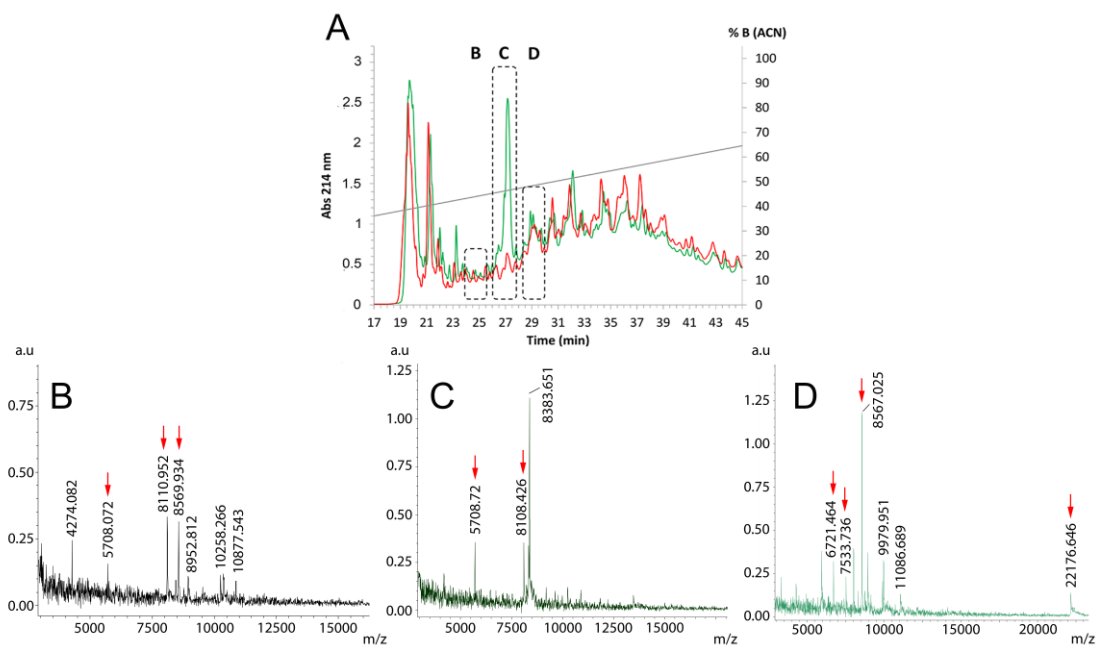 A
% B (ACN)
B C D
3
2.5
2
1.5
1
0.5
0
Abs 214 nm
100
90
80
70
60
50
40
30
20
10
0
17 19 21 23 25 27 29 31 33 35 37 39 41 43 45
Time (min)
a.u
B
0.75
0.50
0.25
0.00
4274.082
5708.072
8110.952
8569.934
8952.812
10258.266
10877.543
5000 7500 10000 12500 15000
m/z
a.u
C
1.25
1.00
0.75
0.50
0.25
0.00
5708.72
8108.426
8383.651
5000 7500 10000 12500 15000
m/z
a.u
D
1.25
1.00
0.75
0.50
0.25
0.00
6721.464
7533.736
8567.025
9979.951
11086.689
22176.646
5000 10000 15000 20000
m/z